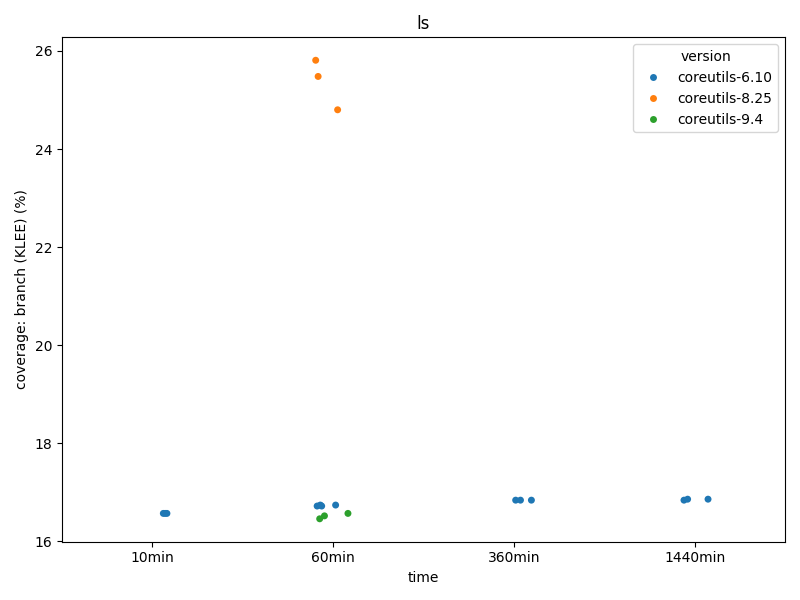 ls
26
24
22
20
18
16
coverage: branch (KLEE) (%)
version
coreutils-6.10
coreutils-8.25
coreutils-9.4
10min
60min
360min
1440min
time